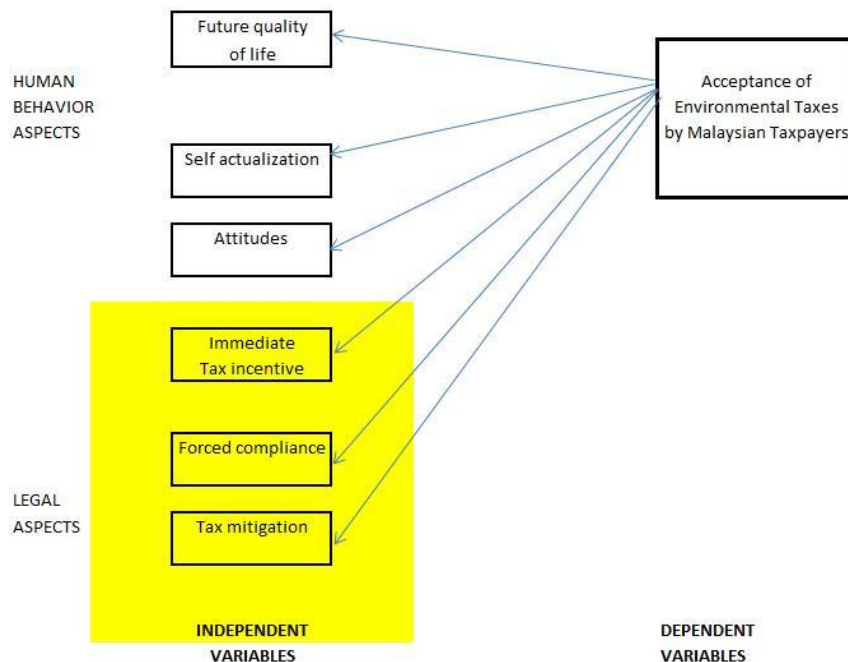 Future quality
of life
HUMAN
BEHAVIOR
ASPECTS
Acceptance of
Environmental Taxes
by Malaysian Taxpayers
Self actualization
Attitudes
Immediate
Tax incentive
Forced compliance
LEGAL
ASPECTS
Tax mitigation
INDEPENDENT
VARIABLES
DEPENDENT
VARIABLES